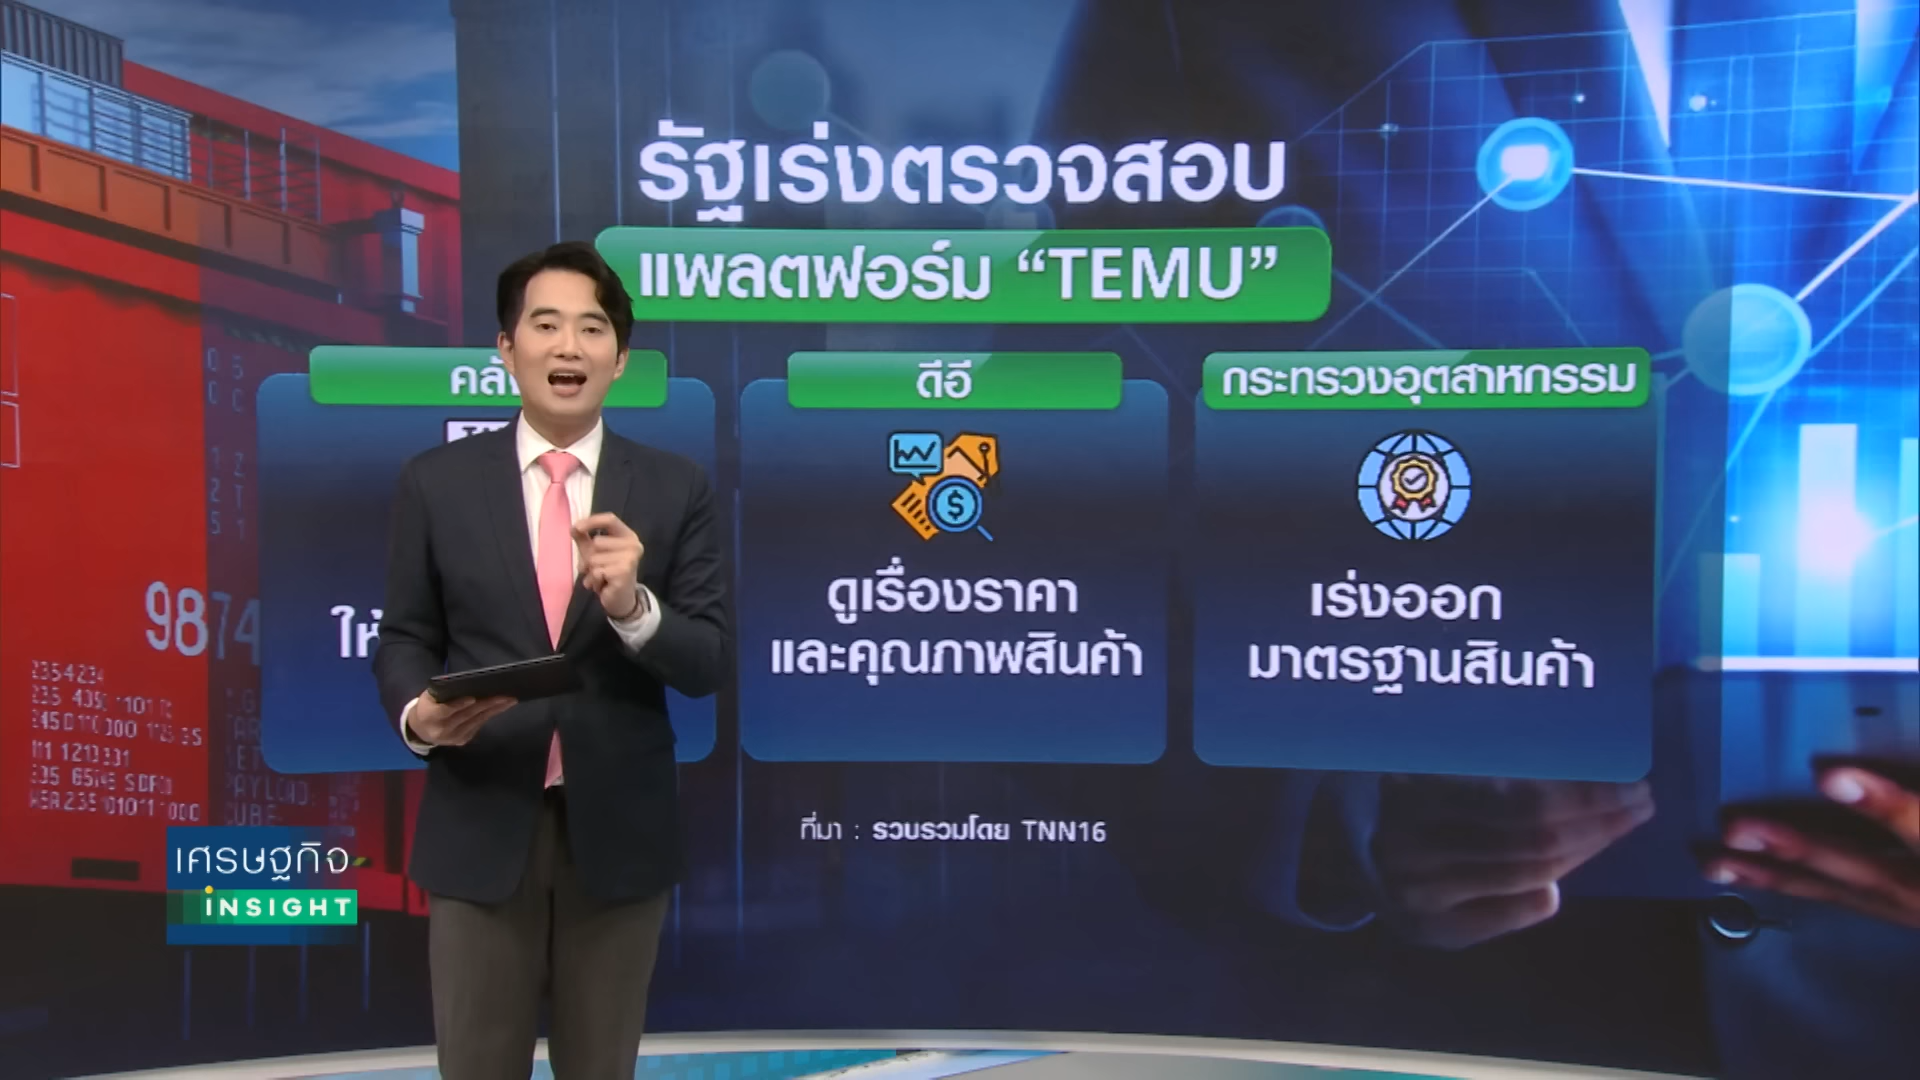 รัฐเร่งตรวจสอบ
แพลตฟอร์ม “TEMU”
ดีอี
กระทรวงอุตสาหกรรม
ดูเรื่องราคา
และคุณภาพสินค้า
เร่งออก
มาตรฐานสินค้า
ที่มา : รวบรวมโดย TNN16
9874
เศรษฐกิจ
INSIGHT